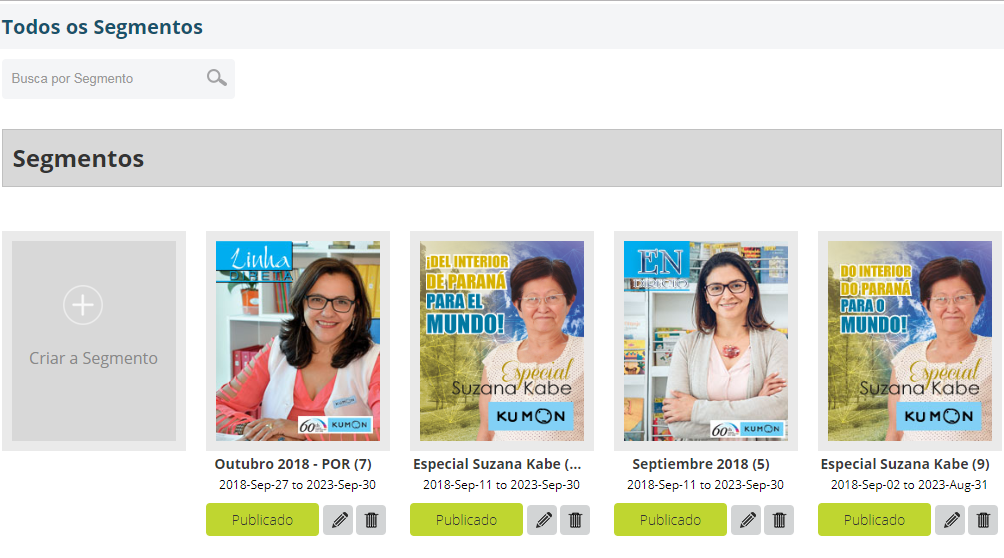 Todos os Segmentos
Busca por Segmento
Segmentos
Criar a Segmento
Linha
DIRETA
60
KUMON
Outubro 2018 - POR (7)
2018-Sep-27 to 2023-Sep-30
Publicado
¡DEL INTERIOR
DE PARANÁ
PARA EL
MUNDO!
Especial
Suzana Kabe
KUMON
Especial Suzana Kabe (...
2018-Sep-11 to 2023-Sep-30
Publicado
EN
DIRECTO
60
KUMON
Septiembre 2018 (5)
2018-Sep-11 to 2023-Sep-30
Publicado
DO INTERIOR
DO PARANÁ
PARA O
MUNDO!
Especial
Suzana Kabe
KUMON
Especial Suzana Kabe (9)
2018-Sep-02 to 2023-Aug-31
Publicado